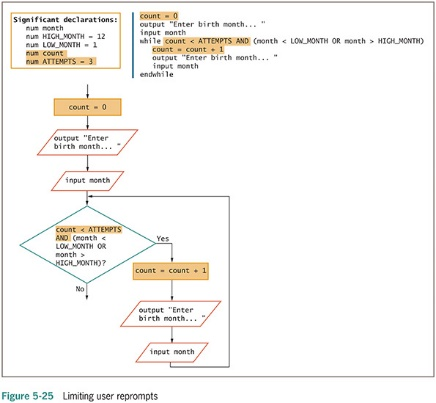 Significant declarations:
num month
num HIGH_MONTH = 12
num LOW_MONTH = 1
num count
num ATTEMPTS = 3
count = 0
output "Enter birth month... "
input month
while count < ATTEMPTS AND (month < LOW_MONTH OR month > HIGH_MONTH)
count = count + 1
output "Enter birth month... "
input month
endwhile
count = 0
output "Enter
birth month... "
input month
count < ATTEMPTS
AND (month <
LOW_MONTH OR
month >
HIGH_MONTH)?
Yes
No
count = count + 1
output "Enter
birth month... "
input month
Figure 5-25 Limiting user reprompts